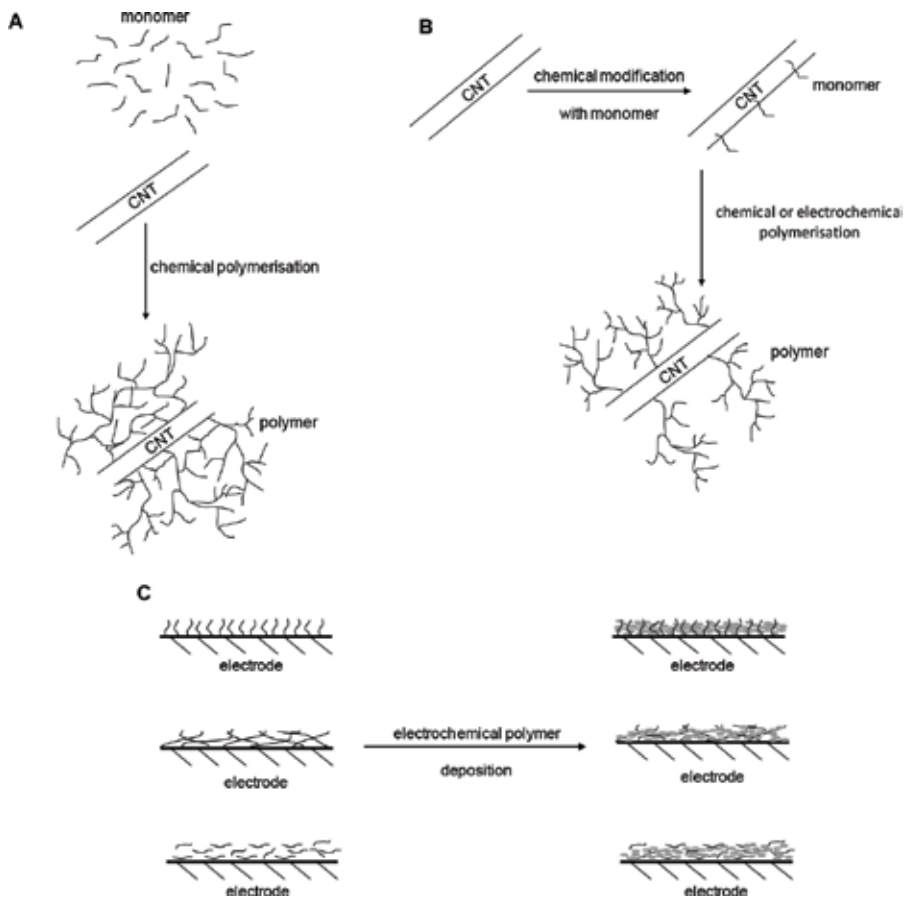 A
monomer
CNT
chemical polymerisation
CNT
polymer
B
CNT
chemical modification
with monomer
CNT
monomer
chemical or electrochemical
polymerisation
CNT
polymer
C
electrode
electrode
electrode
electrochemical polymer
deposition
electrode
electrode
electrode